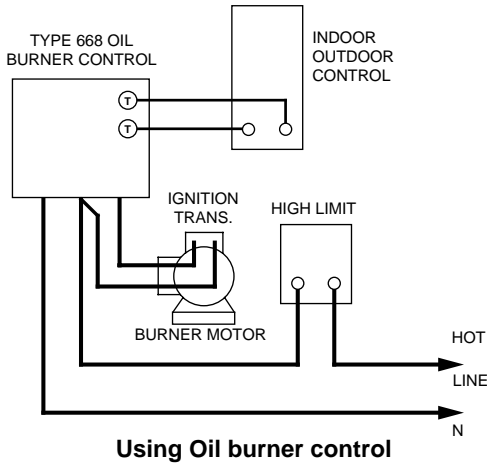 TYPE 668 OIL
BURNER CONTROL
INDOOR
OUTDOOR
CONTROL
T
T
IGNITION
TRANS.
HIGH LIMIT
BURNER MOTOR
HOT
LINE
N
Using Oil burner control